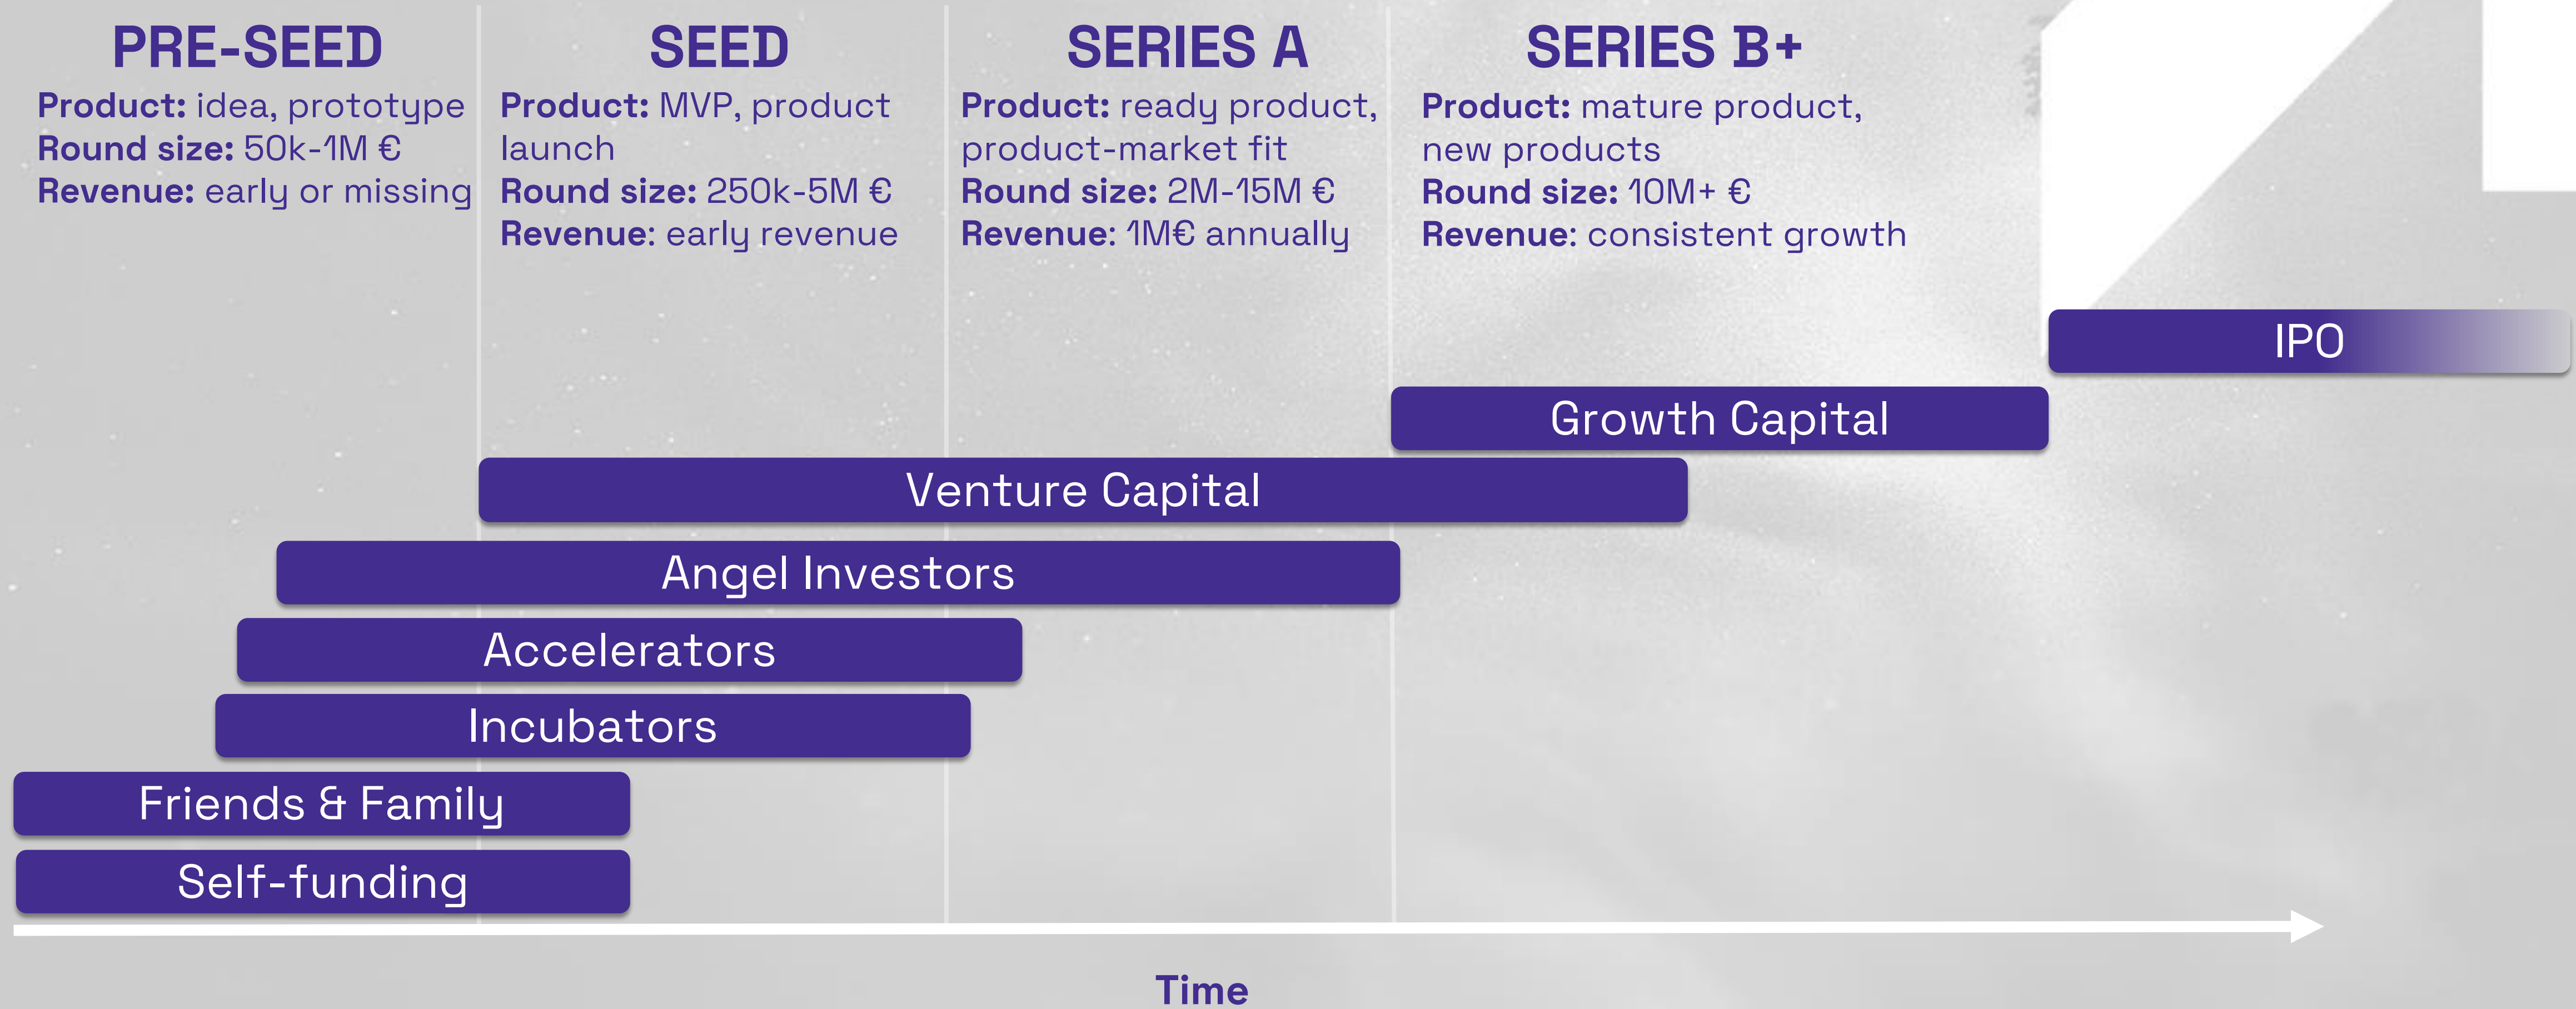 PRE-SEED
Product: idea, prototype
Round size: 50k-1M €
Revenue: early or missing
SEED
Product: MVP, product
launch
Round size: 250k-5M €
Revenue: early revenue
SERIES A
Product: ready product,
product-market fit
Round size: 2M-15M €
Revenue: 1M€ annually
SERIES B+
Product: mature product,
new products
Round size: 10M+ €
Revenue: consistent growth
IPO
Growth Capital
Venture Capital
Angel Investors
Accelerators
Incubators
Friends & Family
Self-funding
Time